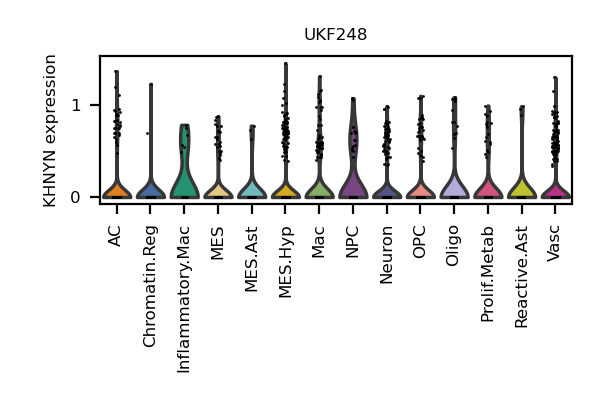 UKF248
KHNYN expression
1
0
AC
Chromatin.Reg
Inflammatory.Mac
MES
MES.Ast
MES.Hyp
Mac
NPC
Neuron
OPC
Oligo
Prolif.Metab
Reactive.Ast
Vasc